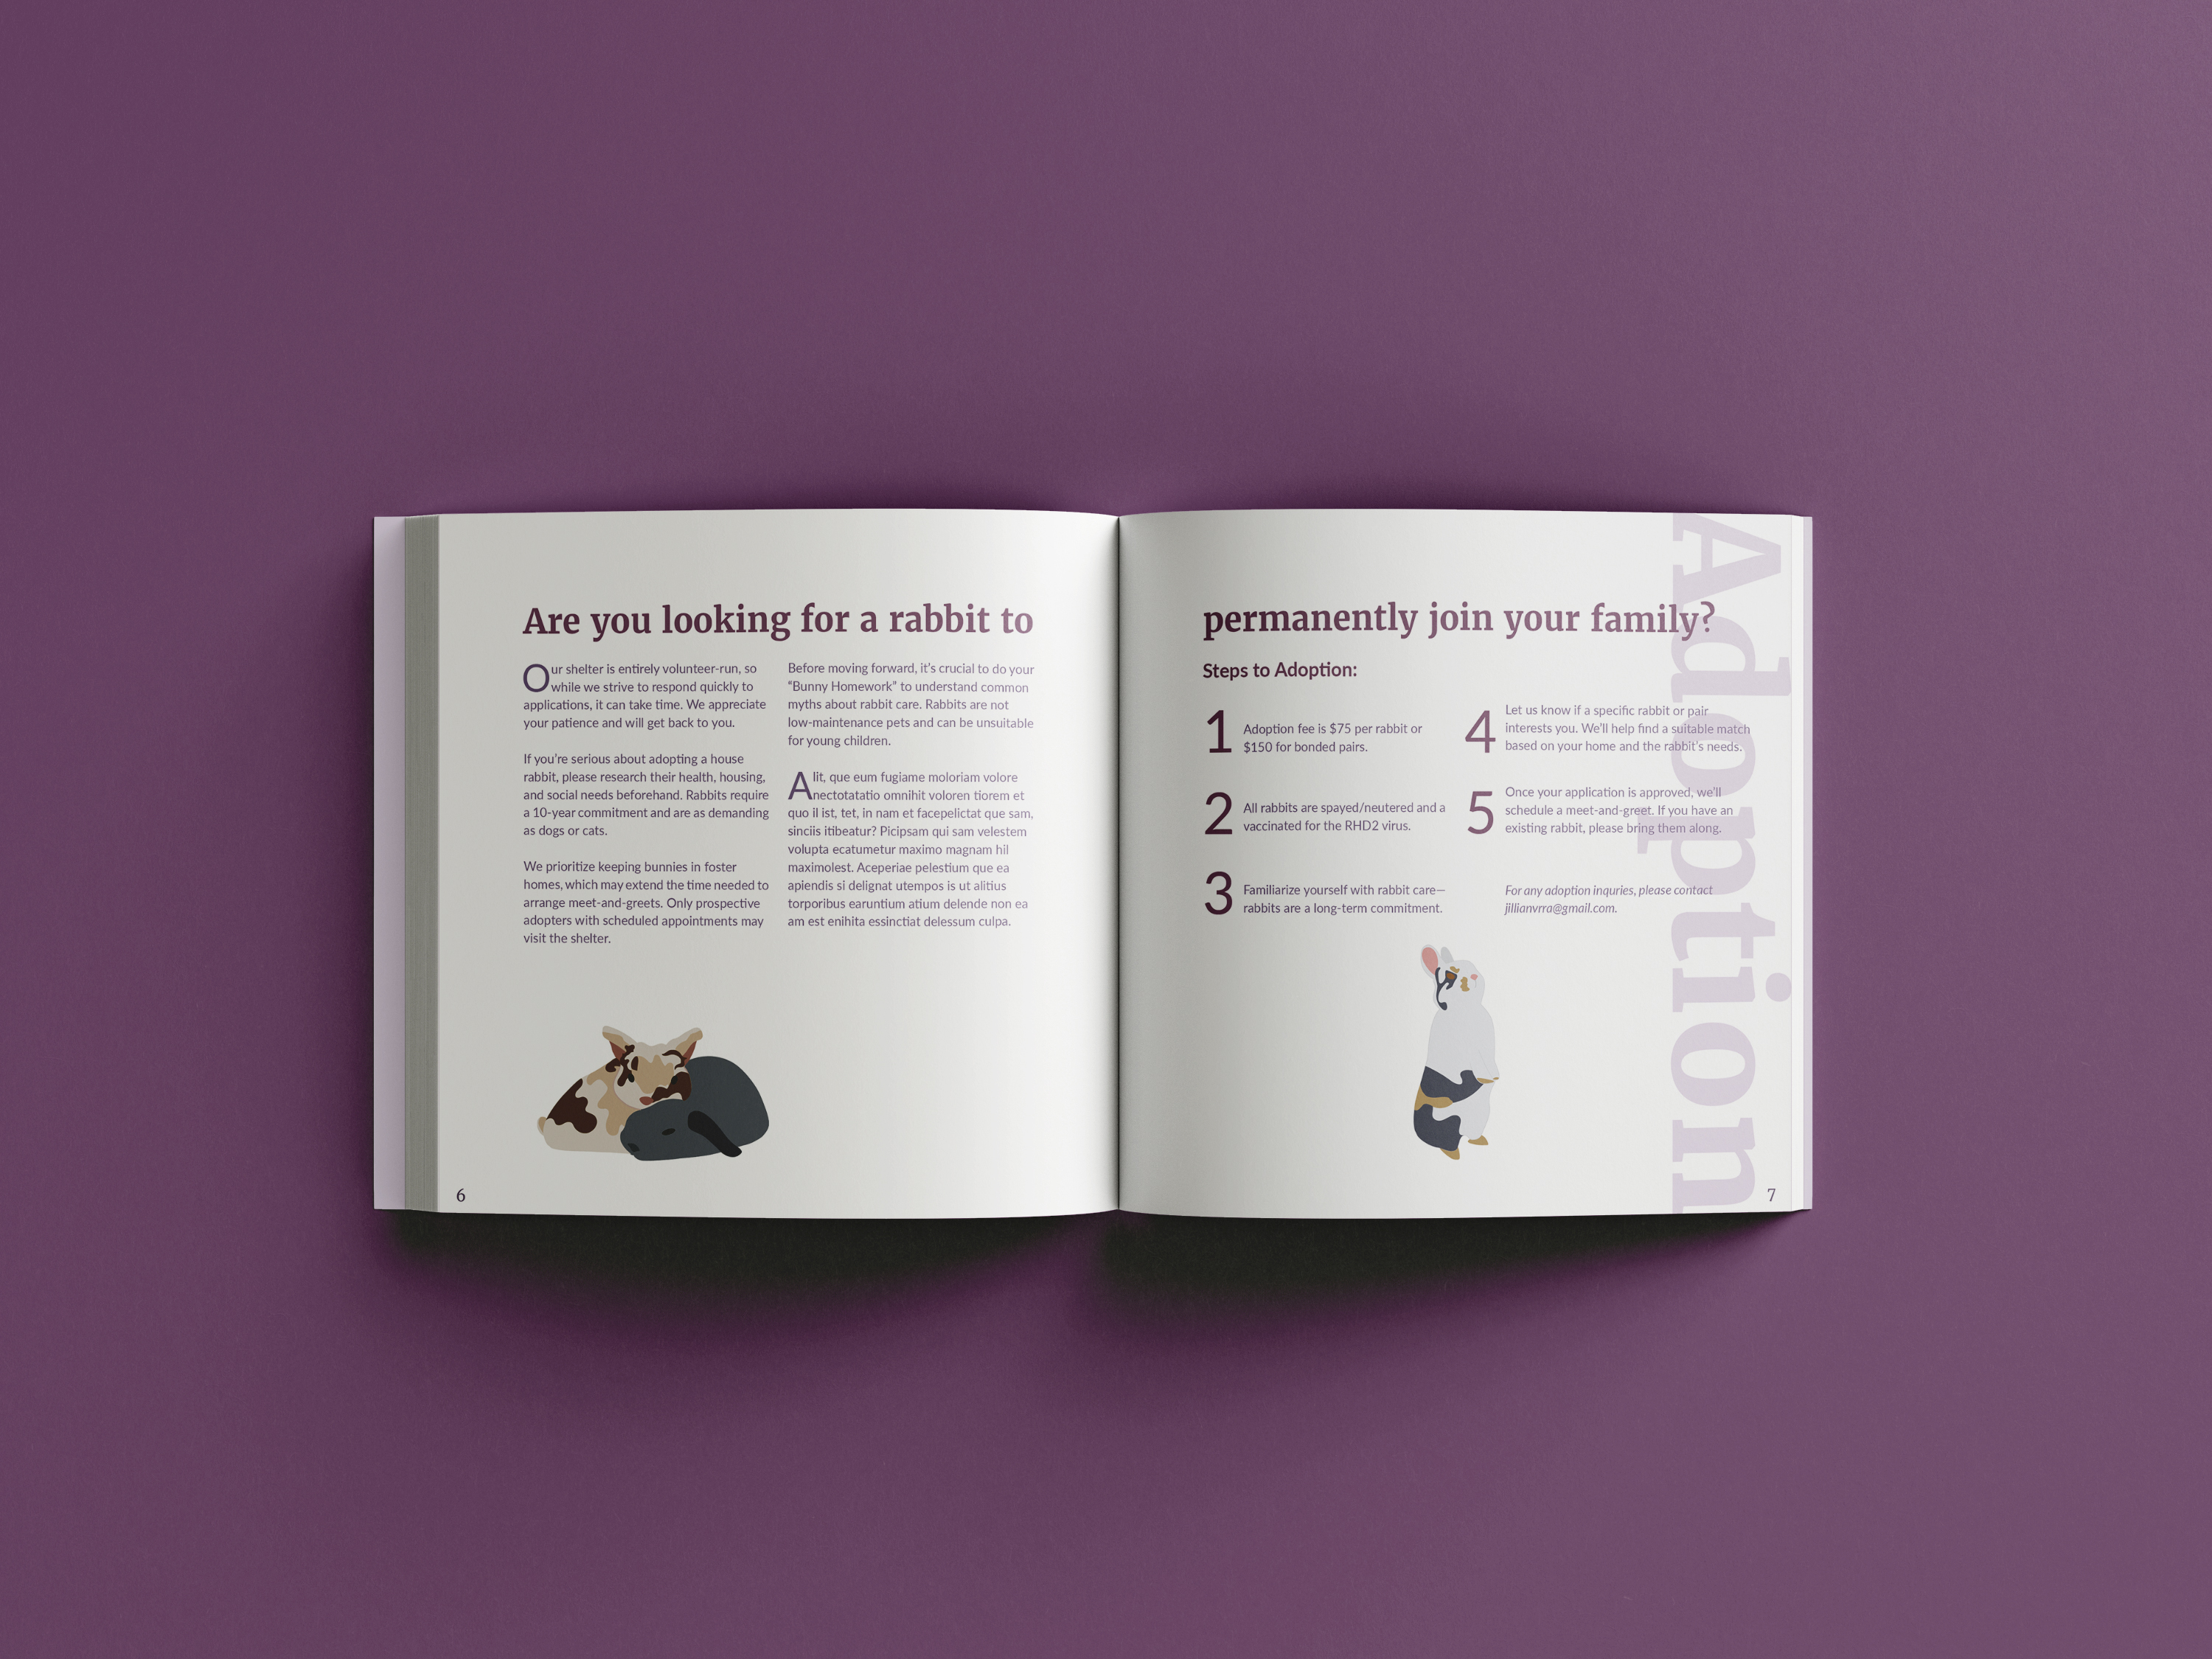 Are you looking for a rabbit to
Our shelter is entirely volunteer-run, so
while we strive to respond quickly to
applications, it can take time. We appreciate
your patience and will get back to you.
If you're serious about adopting a house
rabbit, please research their health, housing,
and social needs beforehand. Rabbits require
a 10-year commitment and are as demanding
as dogs or cats.
We prioritize keeping bunnies in foster
homes, which may extend the time needed to
arrange meet-and-greets. Only prospective
adopters with scheduled appointments may
visit the shelter.
Before moving forward, it's crucial to do your
“Bunny Homework” to understand common
myths about rabbit care. Rabbits are not
low-maintenance pets and can be unsuitable
for young children.
Alit, que eum fugiame moloriam volore
nectotatatio omnihit voloren tiorem et
quo il ist, tet, in nam et facepelictat que sam,
sinciis itibeatur? Picipsam qui sam velestem
volupta ecatumetur maximo magnam hil
maximolest. Aceperiae pelestium que ea
apiendis si delignat utempos is ut alitius
torporibus earuntium atium delende non ea
am est enihita essinctiat delessum culpa.
6
permanently join your family?
Steps to Adoption:
1 Adoption fee is $75 per rabbit or
$150 for bonded pairs.
2 All rabbits are spayed/neutered and a
vaccinated for the RHD2 virus.
3 Familiarize yourself with rabbit care—
rabbits are a long-term commitment.
4 Let us know if a specific rabbit or pair
interests you. We'll help find a suitable match
based on your home and the rabbit's needs.
5 Once your application is approved, we'll
schedule a meet-and-greet. If you have an
existing rabbit, please bring them along.
For any adoption inquries, please contact
jillianvrra@gmail.com.
Adoption
7